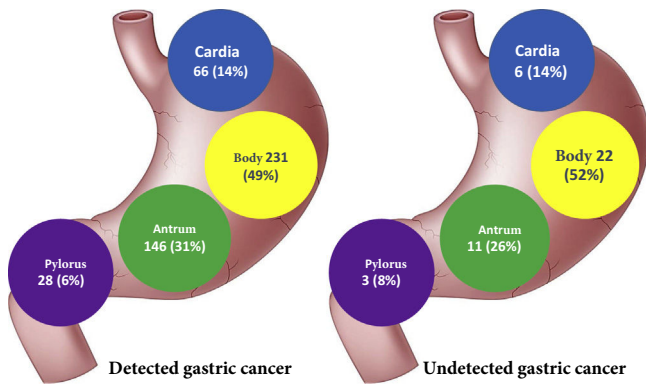 Cardia
66 (14%)
Body 231
(49%)
Antrum
146 (31%)
Pylorus
28 (6%)
Detected gastric cancer
Cardia
6 (14%)
Body 22
(52%)
Antrum
11 (26%)
Pylorus
3 (8%)
Undetected gastric cancer